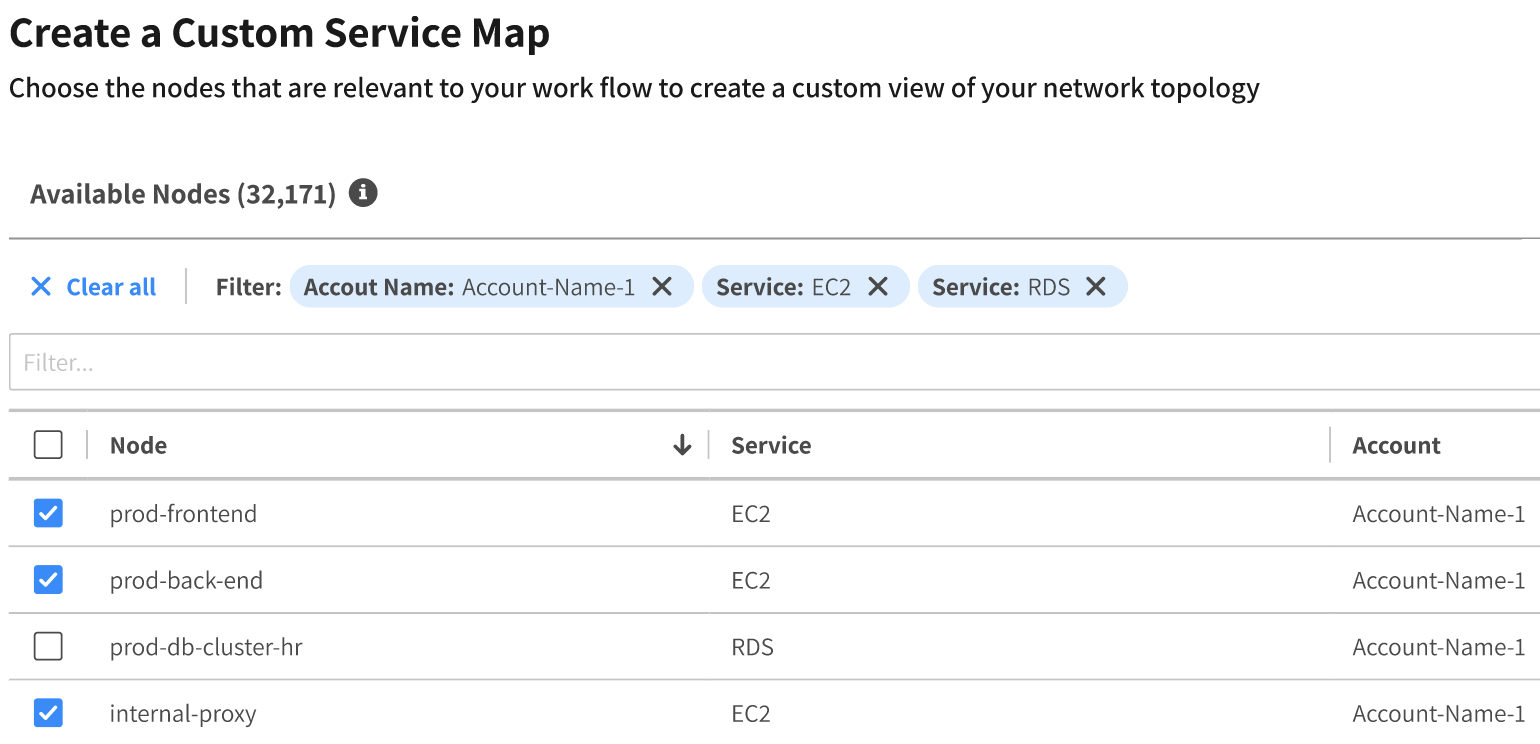 Create a Custom Service Map
Choose the nodes that are relevant to your work flow to create a custom view of your network topology
Available Nodes (32,171)
Clear all Filter: Accout Name: Account-Name-1 Service: EC2 Service: RDS
Filter...
Node Service Account
prod-frontend EC2 Account-Name-1
prod-back-end EC2 Account-Name-1
prod-db-cluster-hr RDS Account-Name-1
internal-proxy EC2 Account-Name-1